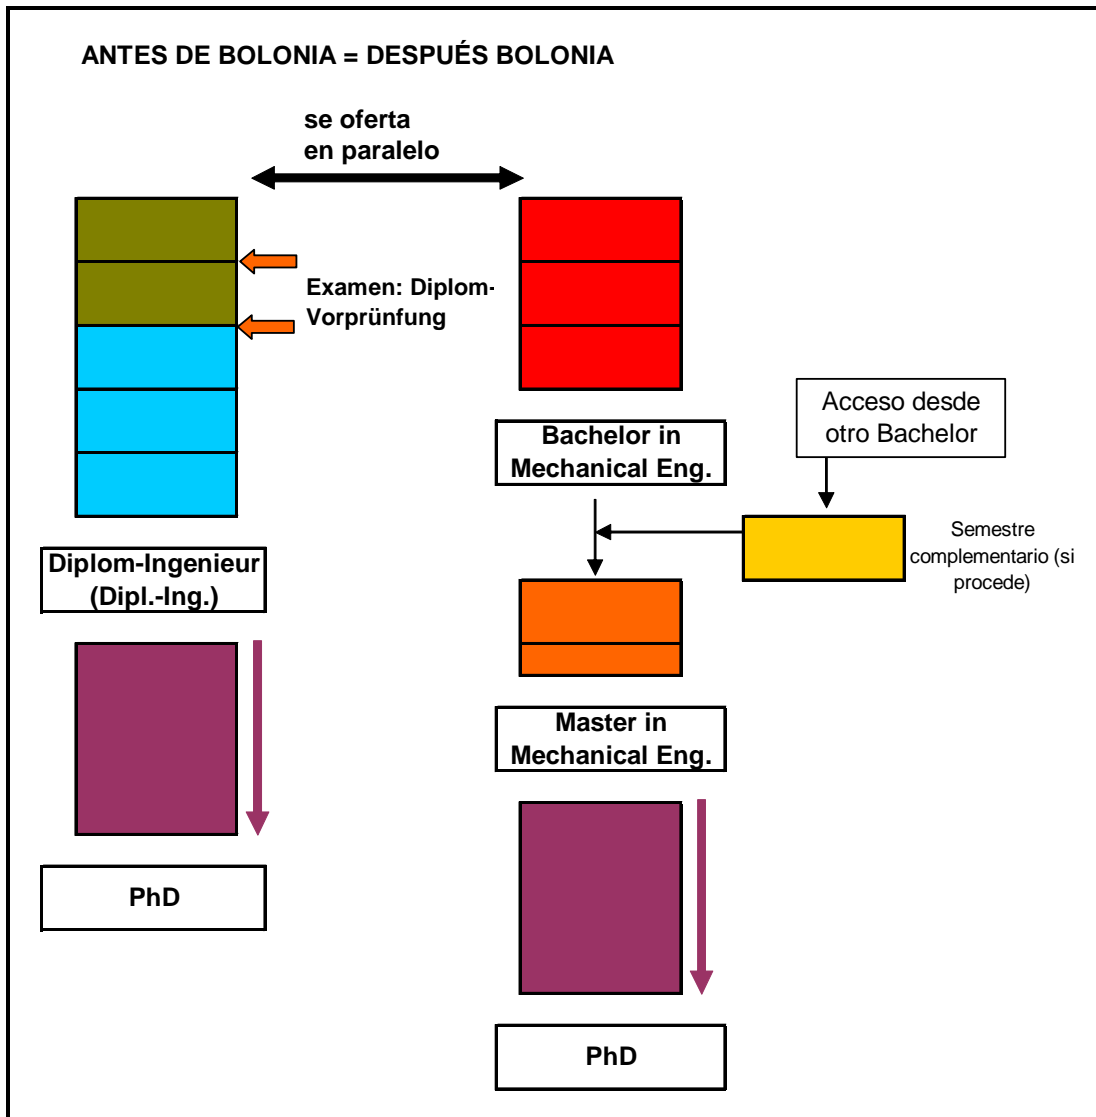 ANTES DE BOLONIA = DESPUÉS BOLONIA
se oferta
en paralelo
Examen: Diplom-
Vorprünfung
Acceso desde
otro Bachelor
Bachelor in
Mechanical Eng.
Semestre
complementario (si
procede)
Diplom-Ingenieur
(Dipl.-Ing.)
Master in
Mechanical Eng.
PhD
PhD